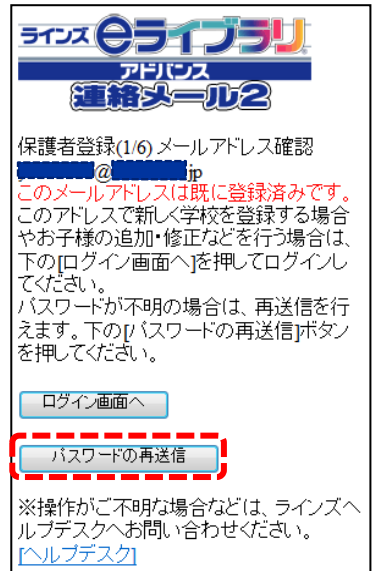 ラインズ eライブラリ
アドバンス
連絡メール2
保護者登録(1/6) メールアドレス確認
@ jp
このメールアドレスは既に登録済みです。
このアドレスで新しく学校を登録する場合
やお子様の追加・修正などを行う場合は、
下の[ログイン画面へ]を押してログインし
てください。
パスワードが不明の場合は、再送信を行
えます。下の[パスワードの再送信]ボタン
を押してください。
ログイン画面へ
パスワードの再送信
※操作がご不明な場合などは、ラインズヘ
ルプデスクへお問い合わせください。
[ヘルプデスク]